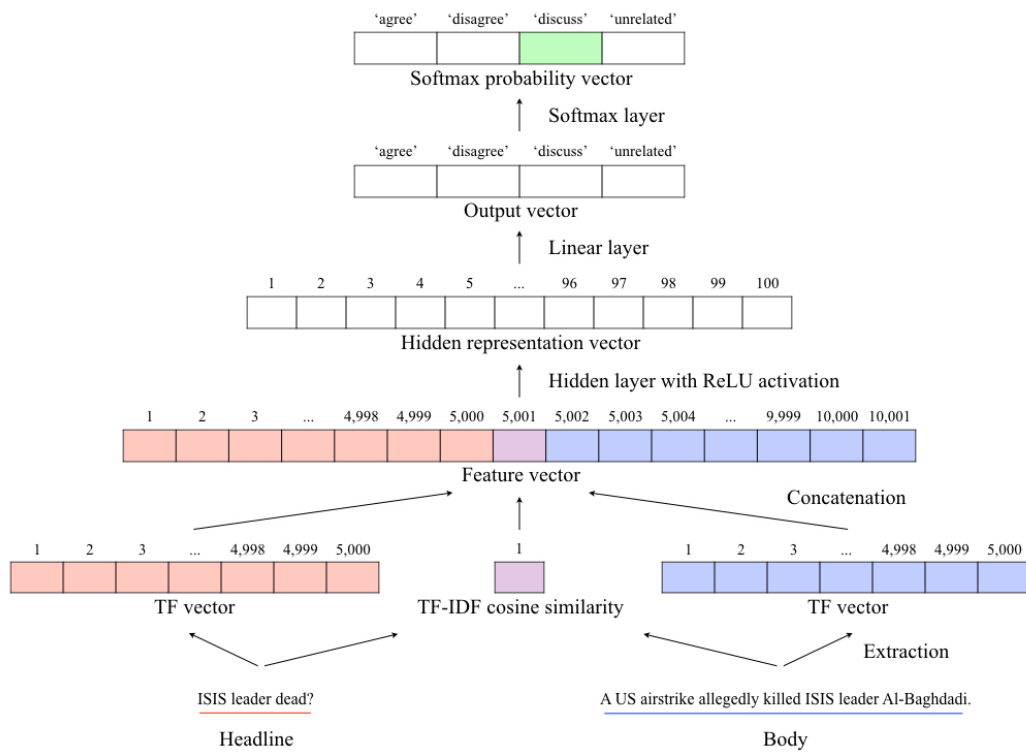 ‘agree’ ‘disagree’ ‘discuss’ ‘unrelated’
Softmax probability vector
Softmax layer
‘agree’ ‘disagree’ ‘discuss’ ‘unrelated’
Output vector
Linear layer
1 2 3 4 5 ... 96 97 98 99 100
Hidden representation vector
Hidden layer with ReLU activation
1 2 3 ... 4,998 4,999 5,000 5,001 5,002 5,003 5,004 ... 9,999 10,000 10,001
Feature vector
Concatenation
1 2 3 ... 4,998 4,999 5,000 1 1 2 3 ... 4,998 4,999 5,000
TF vector TF-IDF cosine similarity TF vector
Extraction
ISIS leader dead? A US airstrike allegedly killed ISIS leader Al-Baghdadi.
Headline Body